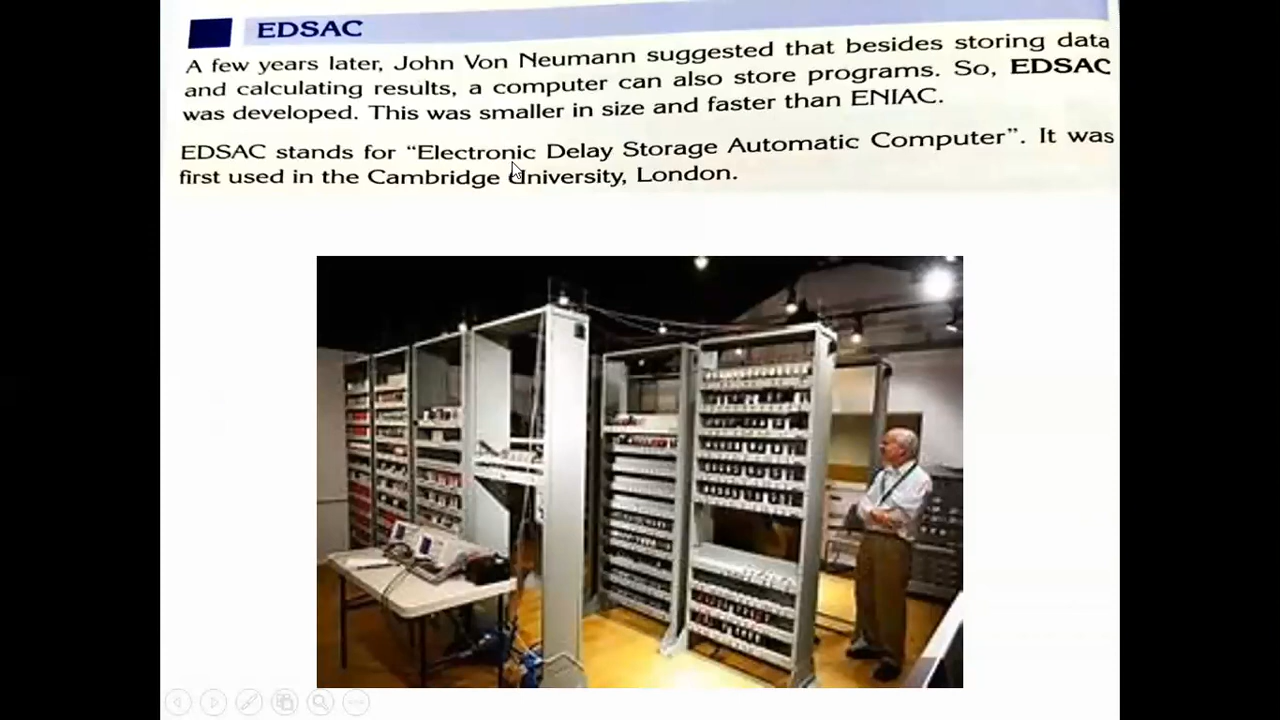 EDSAC
A few years later, John Von Neumann suggested that besides storing data
and calculating results, a computer can also store programs. So, EDSAC
was developed. This was smaller in size and faster than ENIAC.
EDSAC stands for “Electronic Delay Storage Automatic Computer”. It was
first used in the Cambridge University, London.